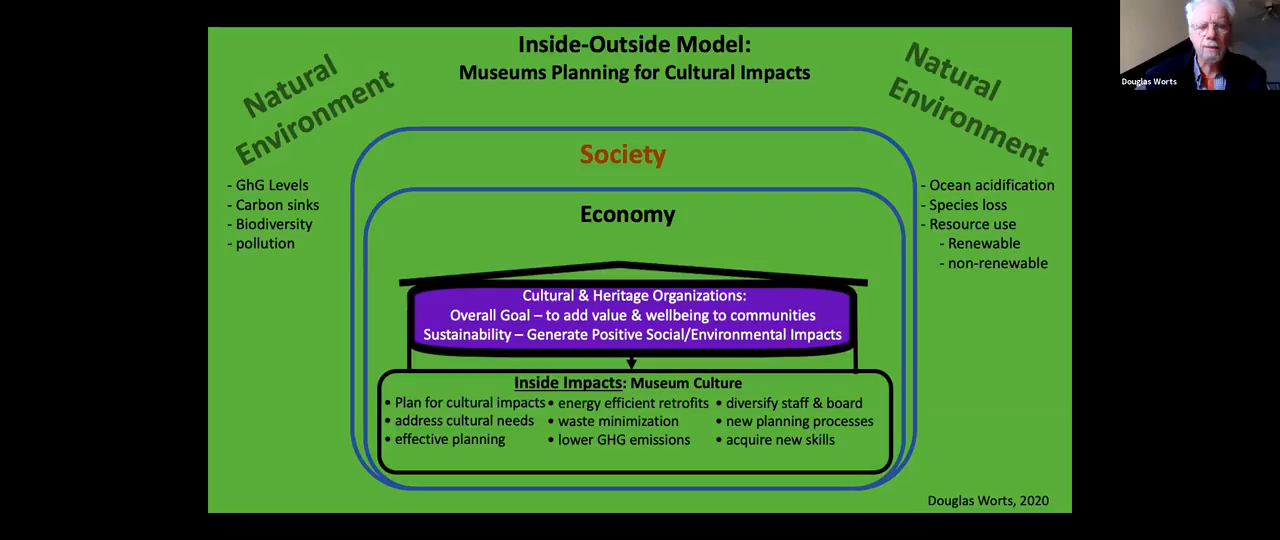 Inside-Outside Model:
Museums Planning for Cultural Impacts
Natural
Environment
- GhG Levels
- Carbon sinks
- Biodiversity
- pollution
Natural
Environment
- Ocean acidification
- Species loss
- Resource use
- Renewable
- non-renewable
Society
Economy
Cultural & Heritage Organizations:
Overall Goal – to add value & wellbeing to communities
Sustainability – Generate Positive Social/Environmental Impacts
Inside Impacts: Museum Culture
• Plan for cultural impacts
• address cultural needs
• effective planning
• energy efficient retrofits
• waste minimization
• lower GHG emissions
• diversify staff & board
• new planning processes
• acquire new skills
Douglas Worts, 2020
Douglas Worts